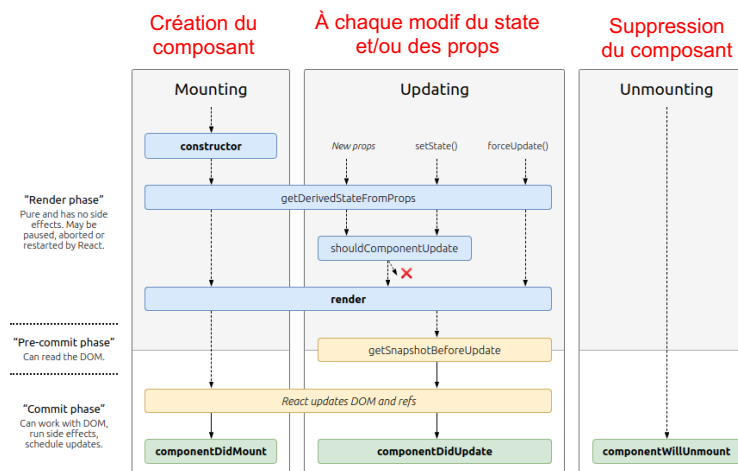 Création du
composant
À chaque modif du state
et/ou des props
Suppression
du composant
Mounting
Updating
Unmounting
constructor
New props
setState()
forceUpdate()
getDerivedStateFromProps
“Render phase”
Pure and has no side
effects. May be
paused, aborted or
restarted by React.
shouldComponentUpdate
render
“Pre-commit phase”
Can read the DOM.
getSnapshotBeforeUpdate
React updates DOM and refs
“Commit phase”
Can work with DOM,
run side effects,
schedule updates.
componentDidMount
componentDidUpdate
componentWillUnmount